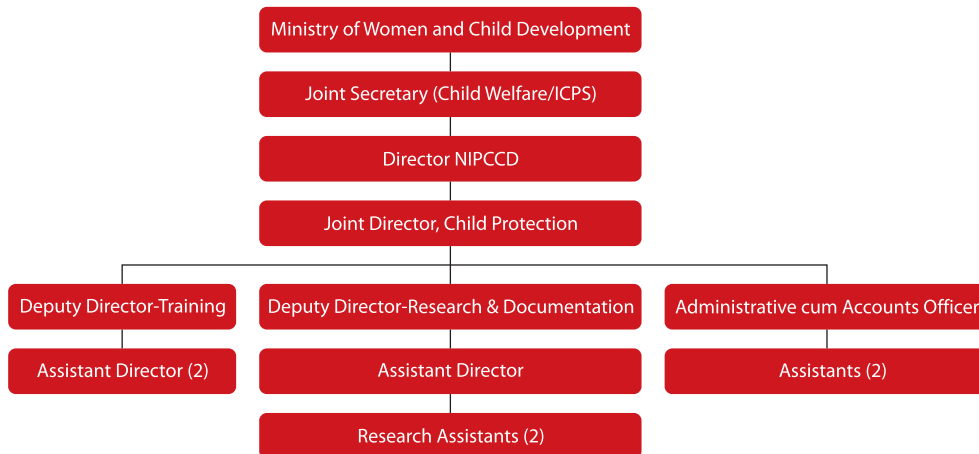 Ministry of Women and Child Development
Joint Secretary (Child Welfare/ICPS)
Director NIPCCD
Joint Director, Child Protection
Deputy Director-Training
Deputy Director-Research & Documentation
Administrative cum Accounts Officer
Assistant Director (2)
Assistant Director
Assistants (2)
Research Assistants (2)